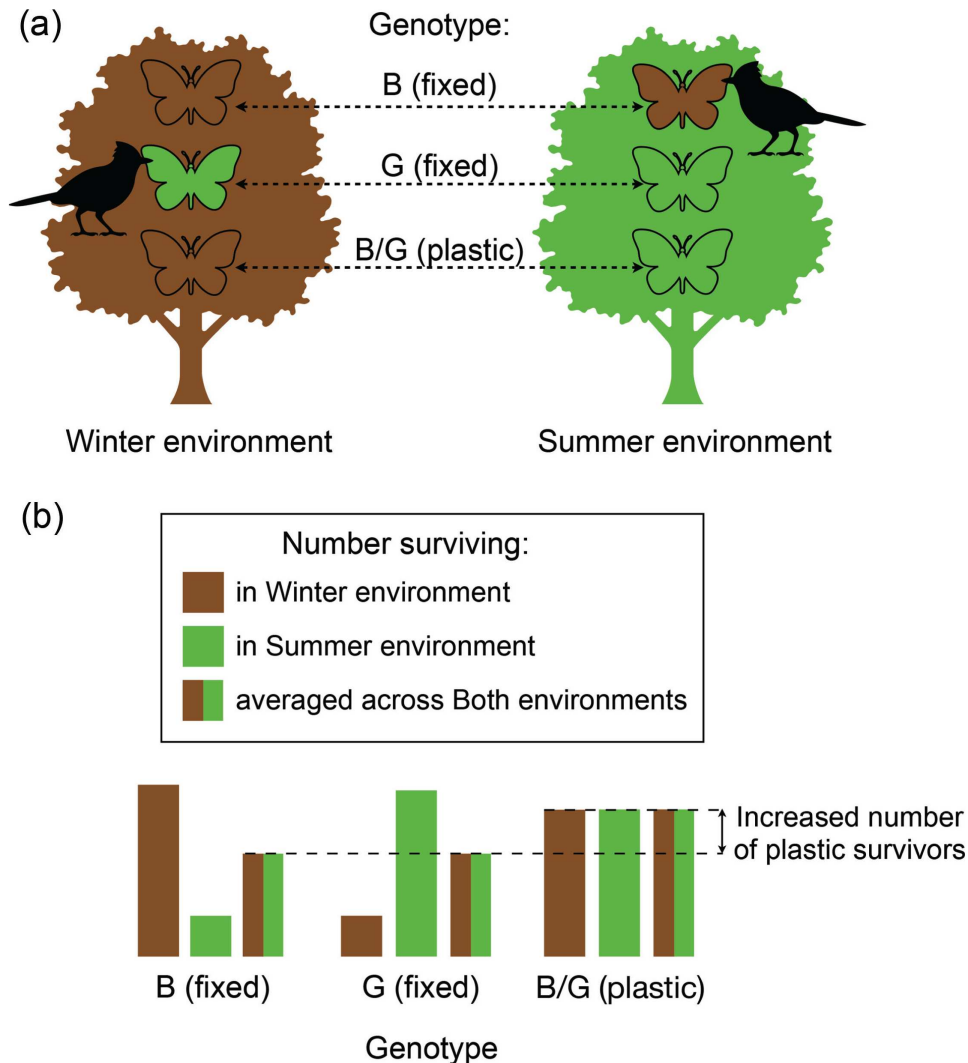 (a)
Genotype:
B (fixed)
G (fixed)
B/G (plastic)
Winter environment
Summer environment
(b)
Number surviving:
in Winter environment
in Summer environment
averaged across Both environments
Increased number
of plastic survivors
B (fixed)
G (fixed)
B/G (plastic)
Genotype